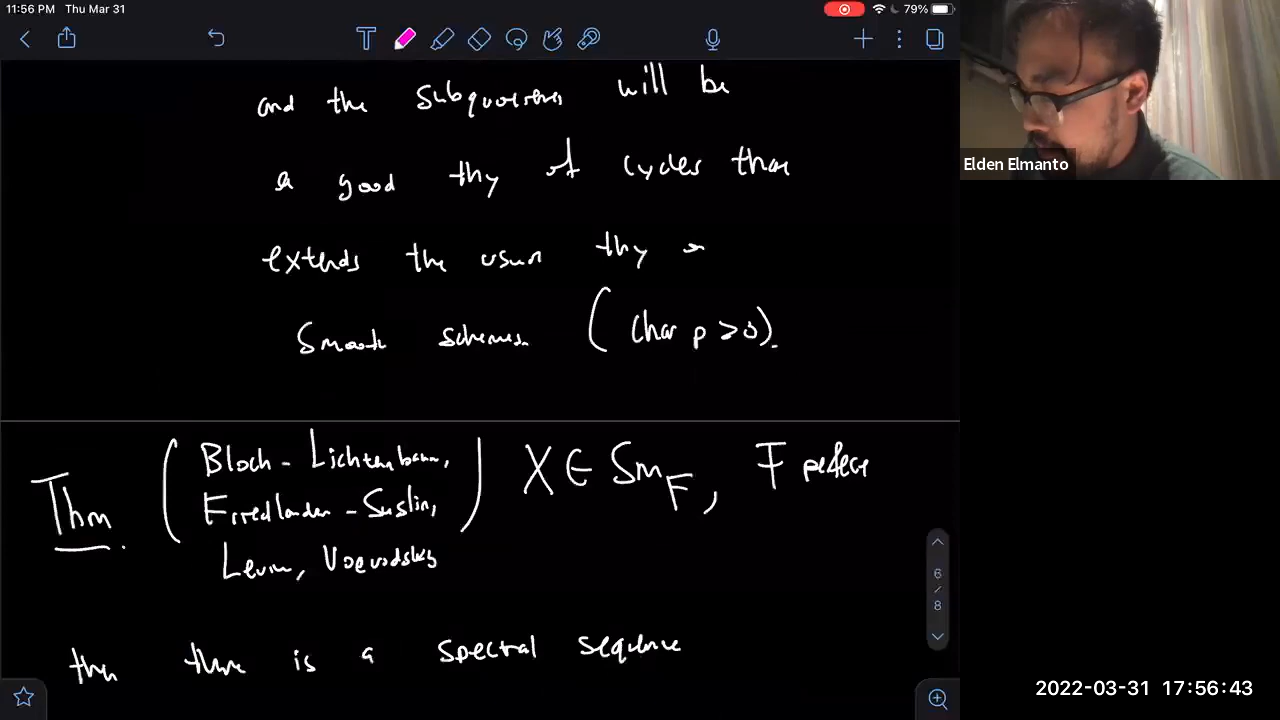 11:56 PM Thu Mar 31
79%
and the subquotients will be
a good thy of cycles that
extends the usual thy on
smooth schemes (char p > 0).
Elden Elmanto
Thm. (Bloch - Lichtenbaum,
Friedlander - Suslin,
Levine, Voevodsky) X ∈ Sm_F, F perfect
then there is a spectral sequence
6
/
8
2022-03-31 17:56:43